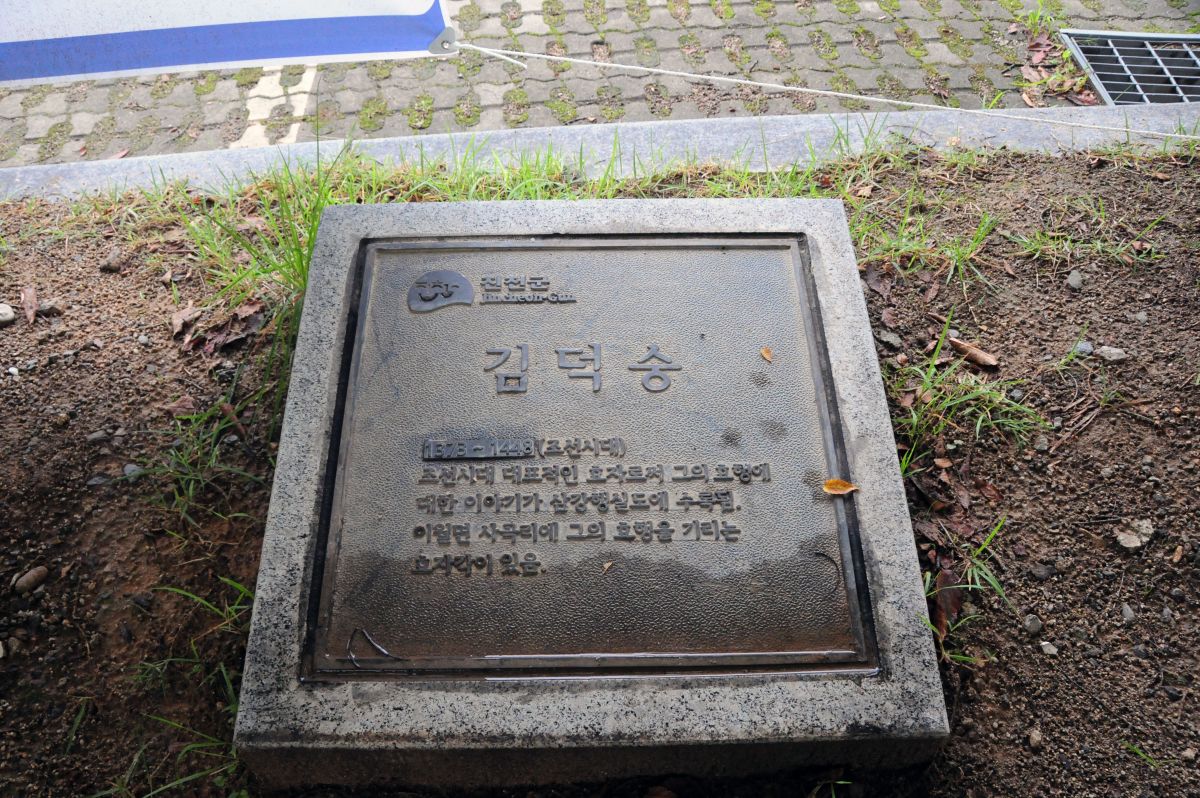 진천군
Jincheon-Gun
김덕숭
1373~1448(조선시대)
조선시대 대표적인 효자로써 그의 효행에
대한 이야기가 삼강행실도에 수록됨.
이월면 사곡리에 그의 효행을 기리는
효자각이 있음.